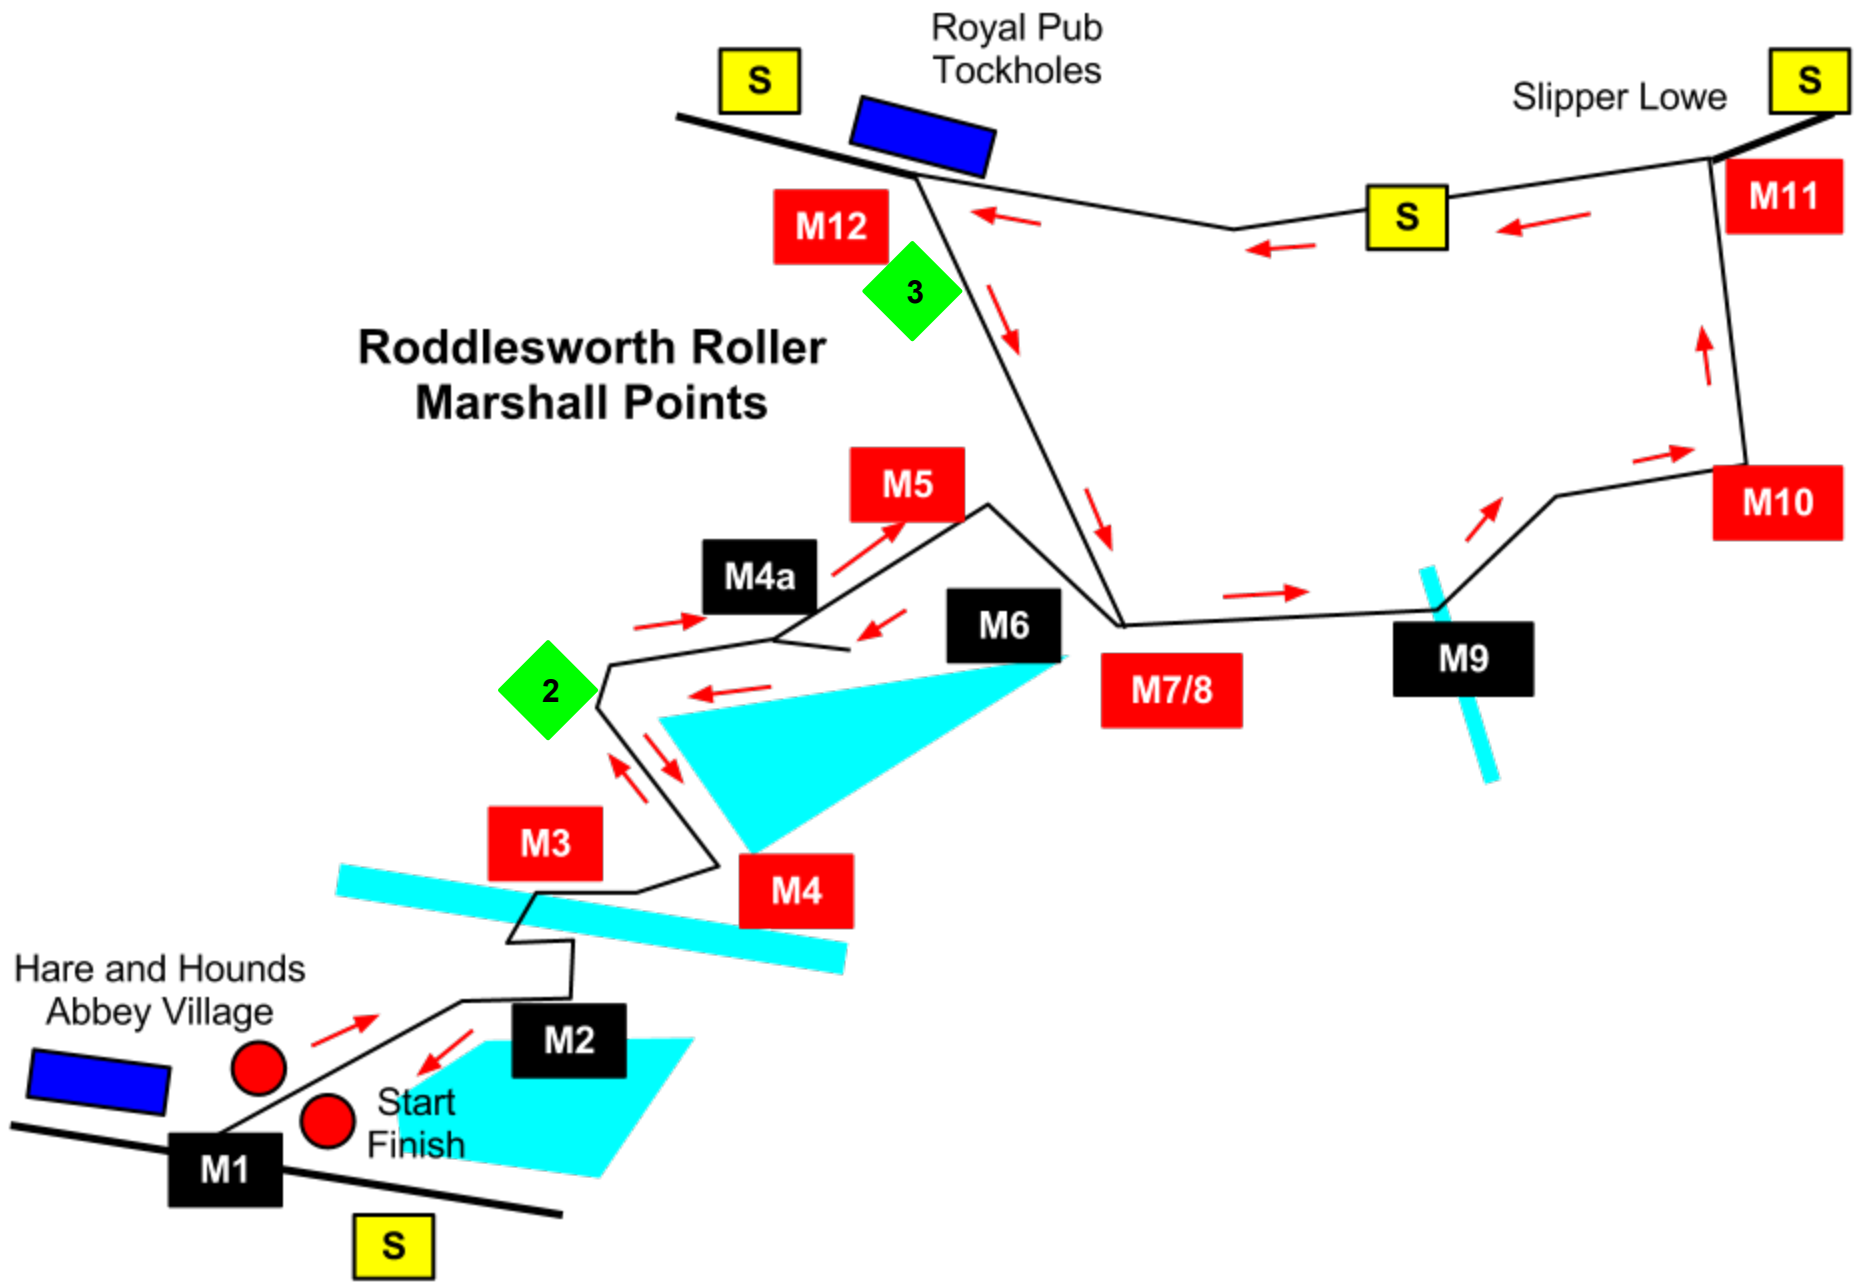 Royal Pub
Tockholes
S
Slipper Lowe
S
M11
S
M12
3
Roddlesworth Roller
Marshall Points
M5
M10
M4a
M6
M9
M7/8
2
M3
M4
Hare and Hounds
Abbey Village
M2
Start
Finish
M1
S